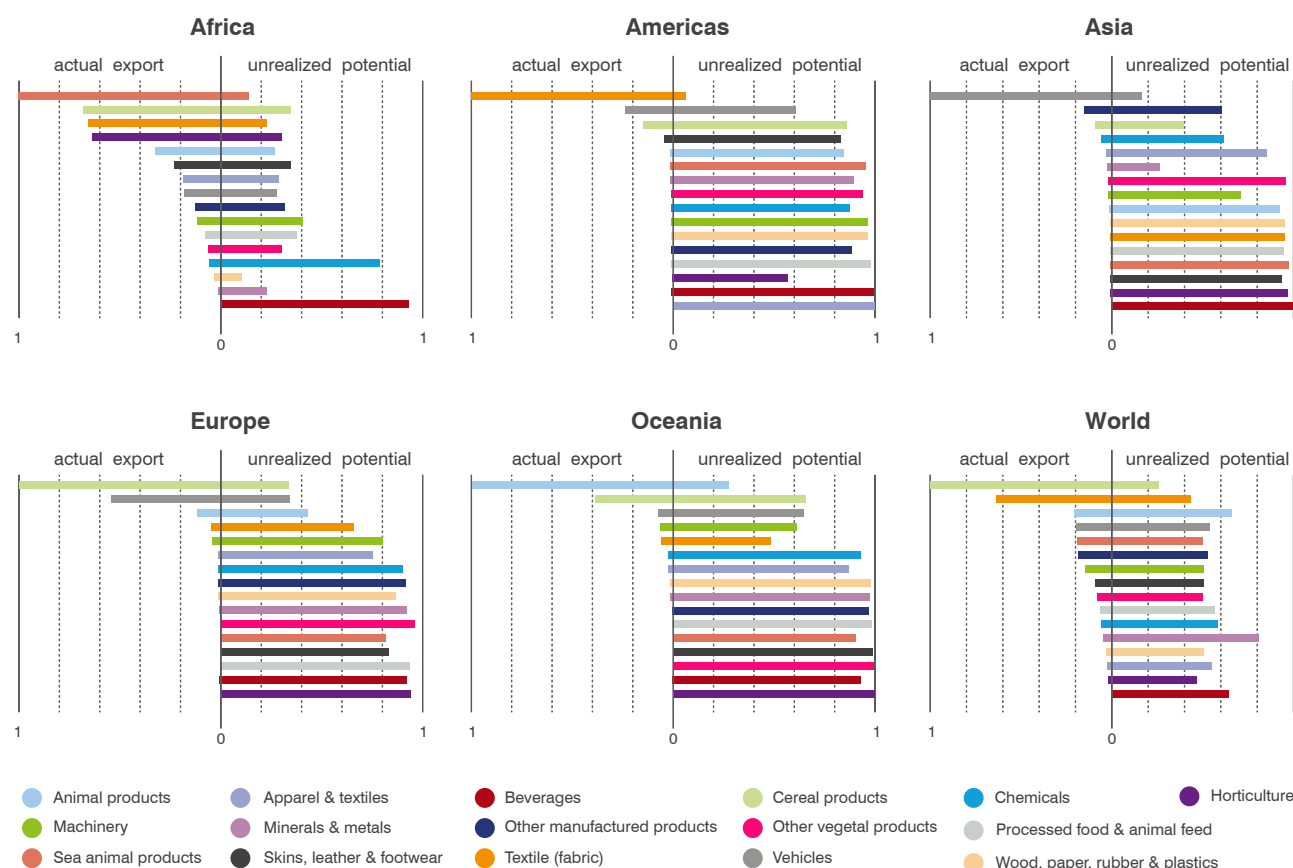 Africa Americas Asia
actual export unrealized potential actual export unrealized potential actual export unrealized potential
1 0 1 1 0 1 1 0
Europe Oceania World
actual export unrealized potential actual export unrealized potential actual export unrealized potential
1 0 1 1 0 1 1 0
Animal products Apparel & textiles Beverages Cereal products Chemicals Horticulture
Machinery Minerals & metals Other manufactured products Other vegetal products Processed food & animal feed
Sea animal products Skins, leather & footwear Textile (fabric) Vehicles Wood, paper, rubber & plastics